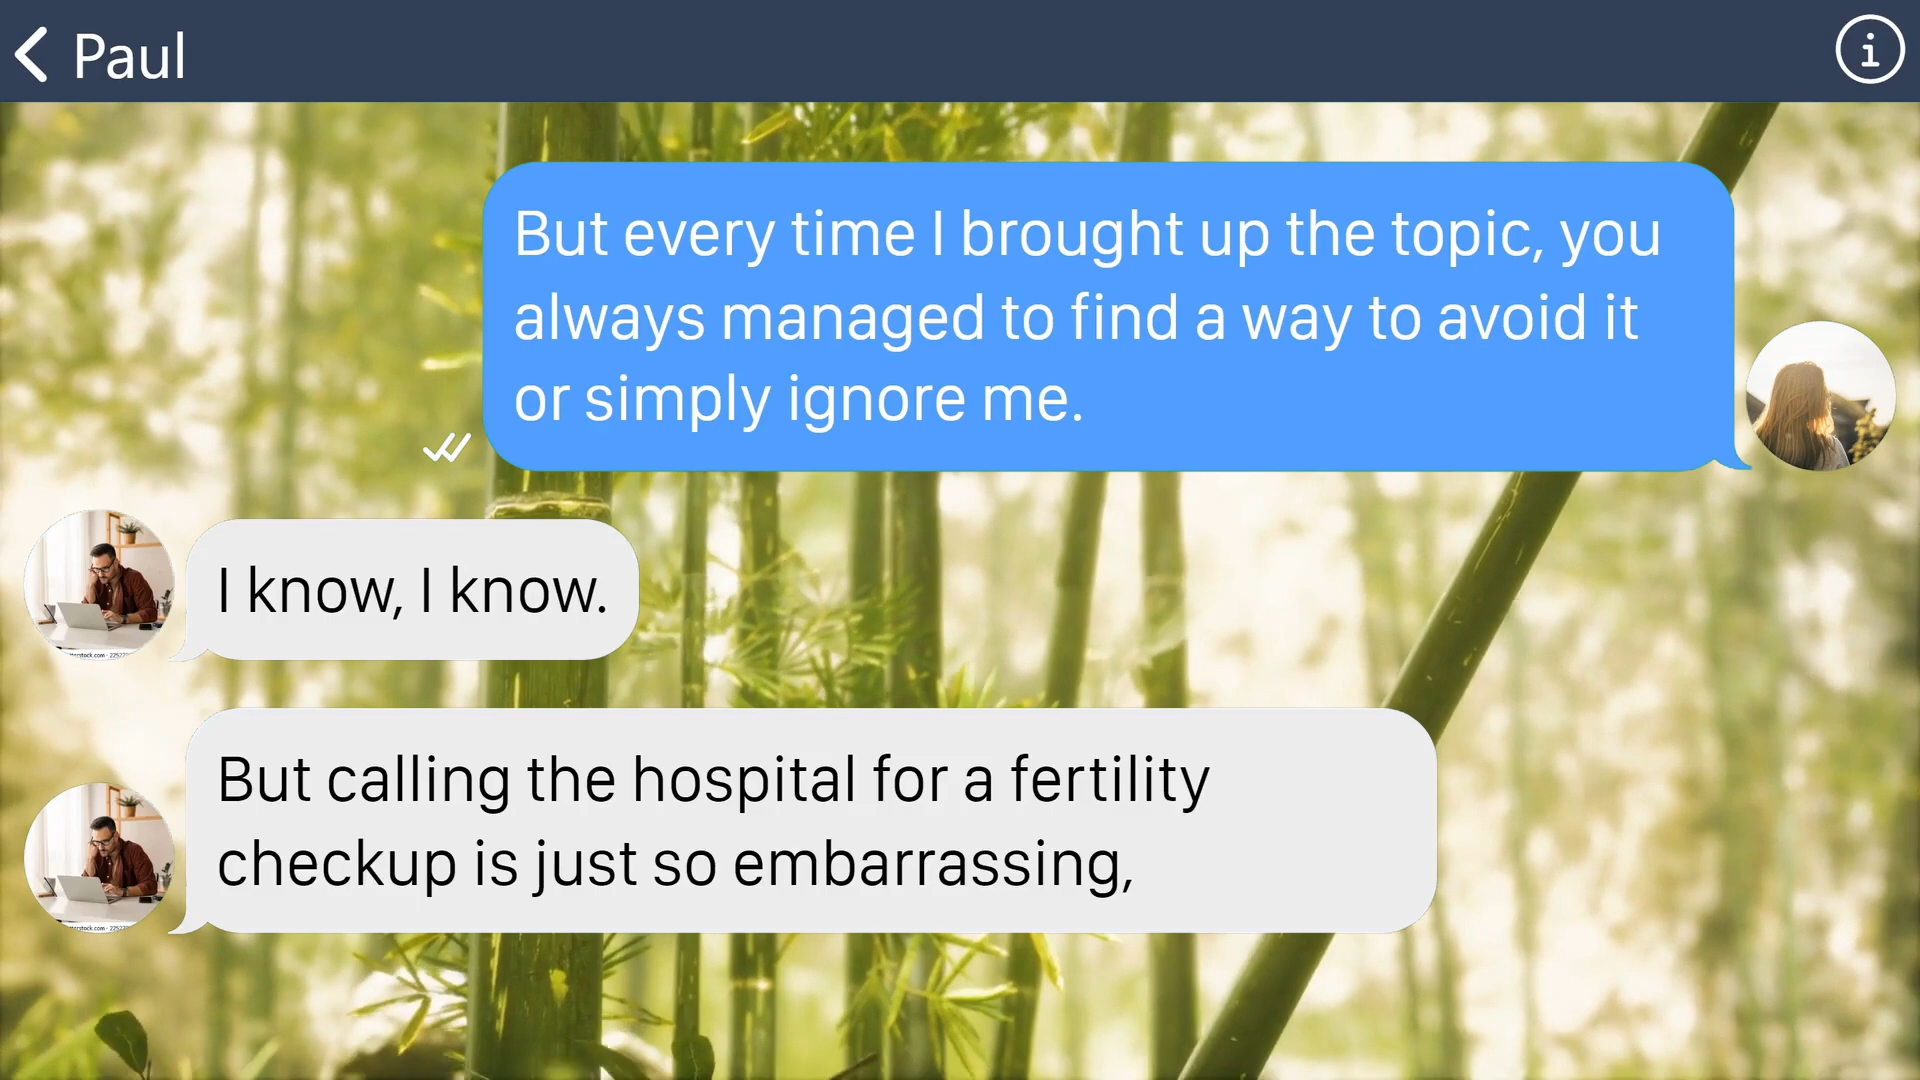 Paul
But every time I brought up the topic, you
always managed to find a way to avoid it
or simply ignore me.
I know, I know.
But calling the hospital for a fertility
checkup is just so embarrassing,